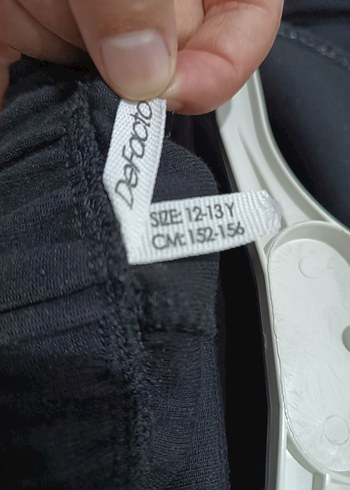 DeFacto
SIZE: 12-13 Y
CM: 152-156